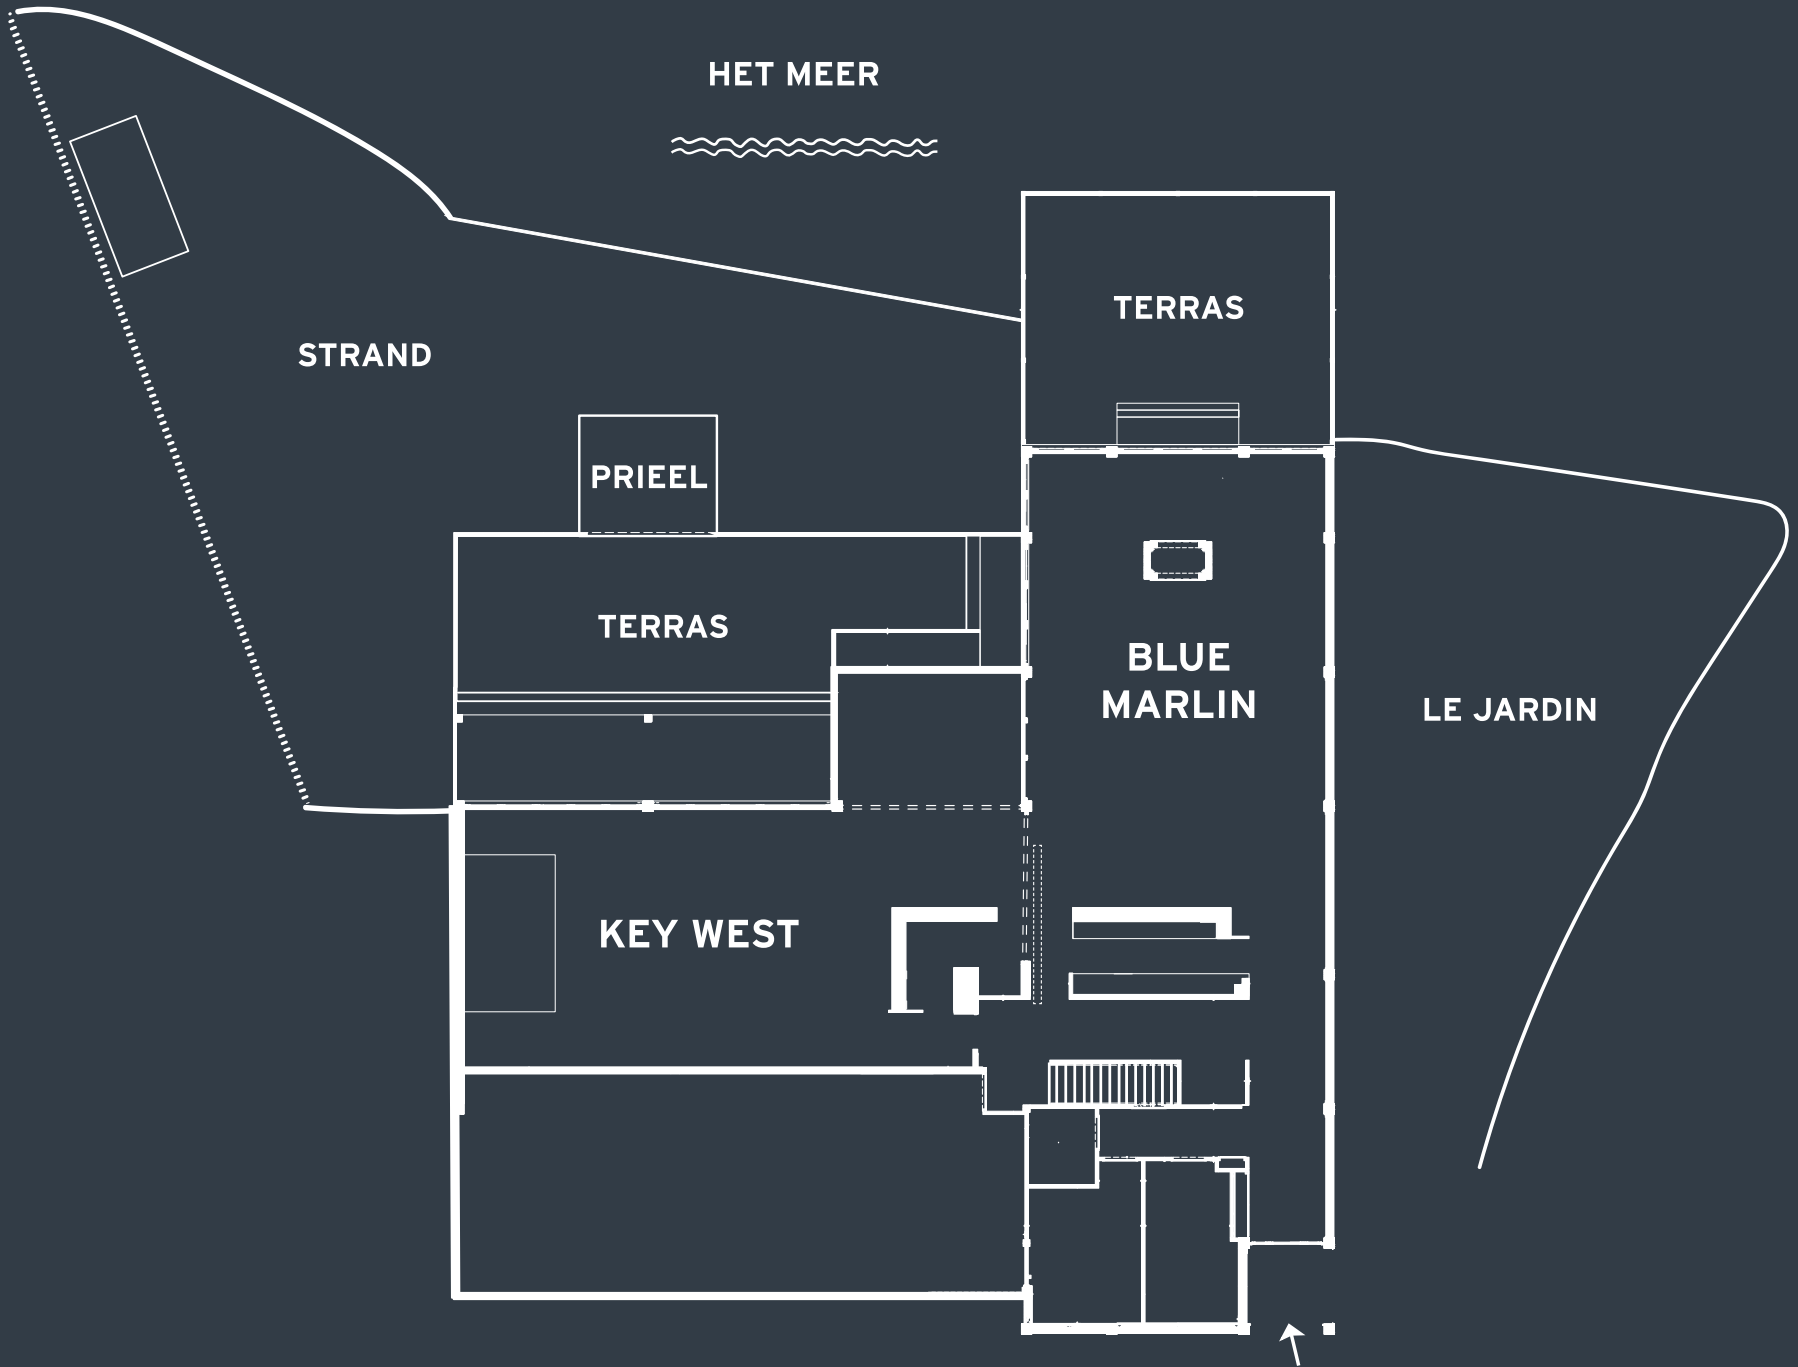 HET MEER
TERRAS
STRAND
PRIEEL
TERRAS
BLUE
MARLIN
LE JARDIN
KEY WEST